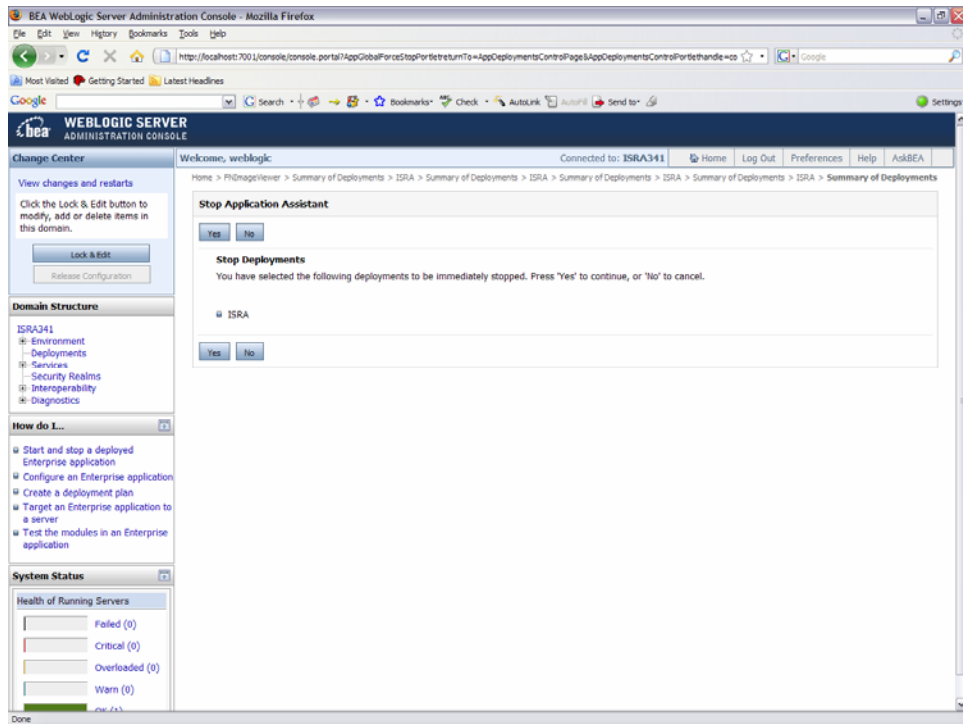 BEA WebLogic Server Administration Console - Mozilla Firefox
File Edit View History Bookmarks Tools Help
http://localhost:7001/console/console.portal?AppGlobalForceStopPortletreturnTo=AppDeploymentsControlPage&AppDeploymentsControlPortlethandle=co
Google
Most Visited Getting Started Latest Headlines
Google Search Bookmarks Check AutoLink AutoFill Send to Settings
bea WEBLOGIC SERVER
ADMINISTRATION CONSOLE
Change Center
View changes and restarts
Click the Lock & Edit button to
modify, add or delete items in
this domain.
Lock & Edit
Release Configuration
Domain Structure
ISRA341
Environment
Deployments
Services
Security Realms
Interoperability
Diagnostics
How do I...
Start and stop a deployed
Enterprise application
Configure an Enterprise application
Create a deployment plan
Target an Enterprise application to
a server
Test the modules in an Enterprise
application
System Status
Health of Running Servers
Failed (0)
Critical (0)
Overloaded (0)
Warn (0)
OK (1)
Welcome, weblogic Connected to: ISRA341 Home Log Out Preferences Help AskBEA
Home > FNImageViewer > Summary of Deployments > ISRA > Summary of Deployments > ISRA > Summary of Deployments > ISRA > Summary of Deployments > ISRA > Summary of Deployments
Stop Application Assistant
Yes No
Stop Deployments
You have selected the following deployments to be immediately stopped. Press 'Yes' to continue, or 'No' to cancel.
ISRA
Yes No
Done